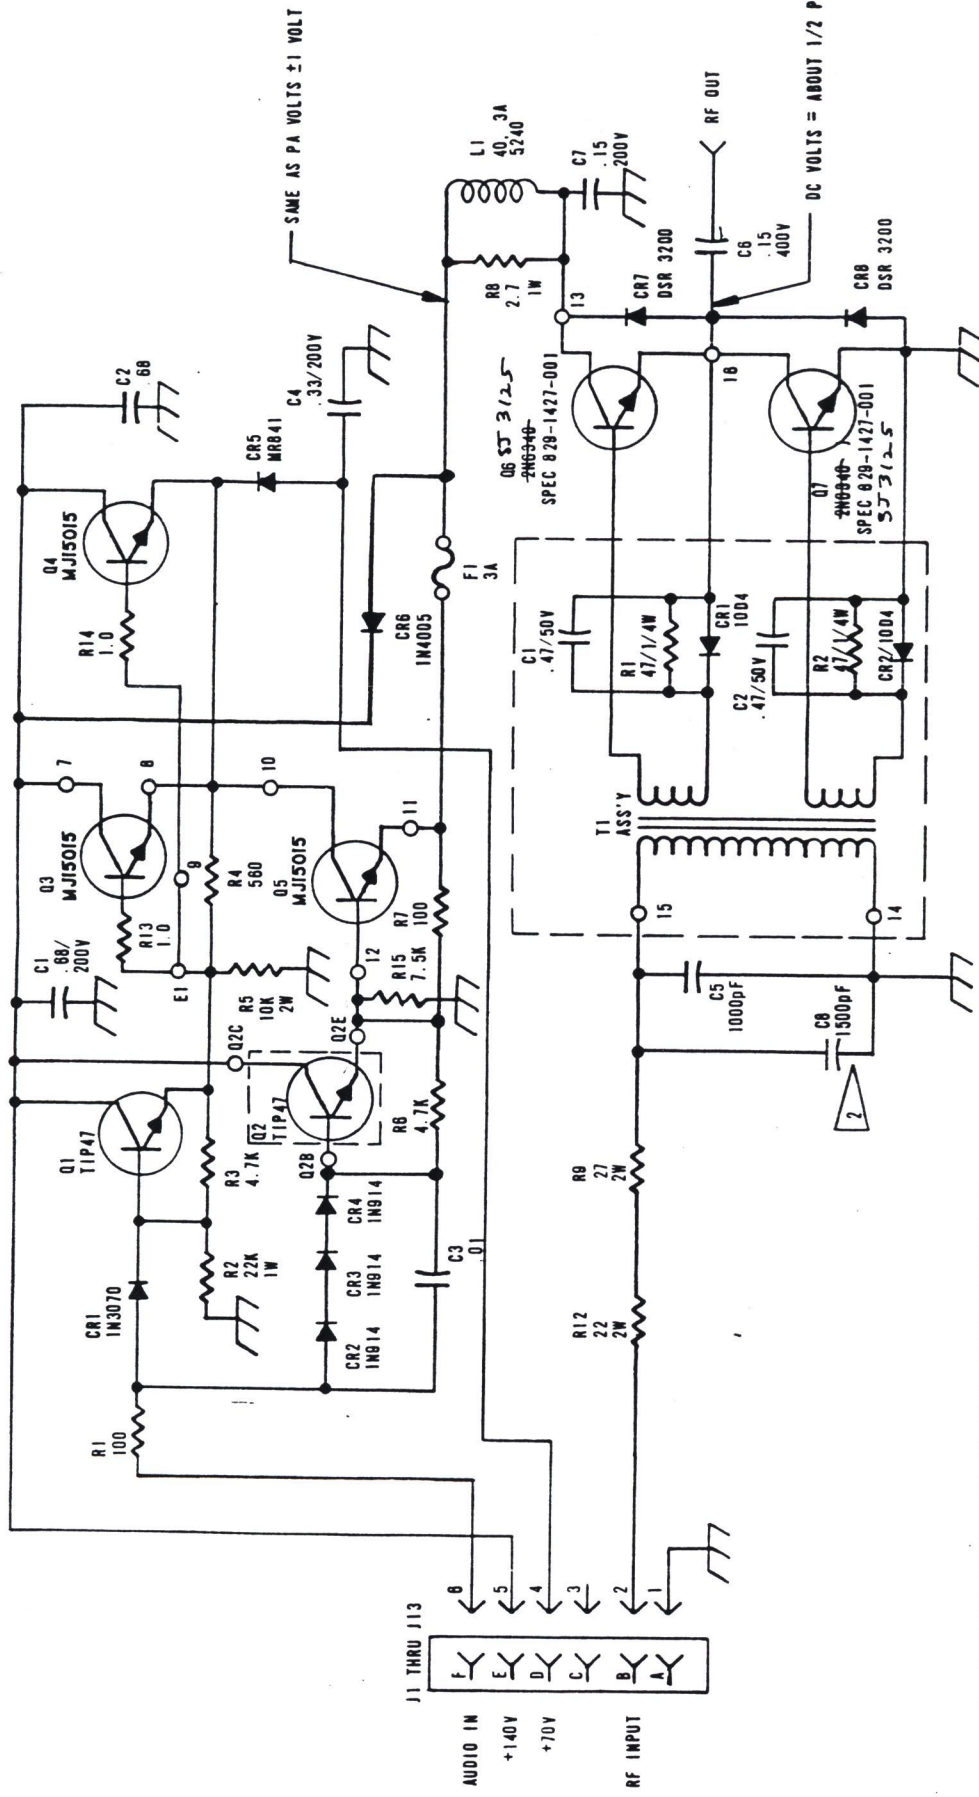 SAME AS PA VOLTS ±1 VOLT
DC VOLTS = ABOUT 1/2 P
RF OUT
L1
40, 3A
5240
C7
.15
200V
R8
2.7
1W
13
CR7
DSR 3200
C6
.15
400V
CR8
DSR 3200
16
Q6 SJ 3125
2N6340
SPEC 829-1427-001
Q7
2N6340
SPEC 829-1427-001
SJ 3125
C2
.68
C4
.33/200V
CR5
MR841
Q4
MJ15015
R14
1.0
CR6
1N4005
F1
3A
7
8
9
10
11
12
Q3
MJ15015
R13
1.0
E1
R4
560
Q5
MJ15015
R7
100
R15
7.5K
C1
.68/
200V
R5
10K
2W
Q2C
Q2E
Q2
TIP47
Q2B
R6
4.7K
Q1
TIP47
R3
4.7K
R2
22K
1W
CR1
1N3070
CR4
1N914
CR3
1N914
CR2
1N914
C3
.01
R1
100
T1
ASS'Y
C1
.47/50V
R1
47/1/4W
CR1
10D4
C2
.47/50V
R2
47/1/4W
CR2/10D4
15
14
C5
1000pF
C8
1500pF
2
R9
27
2W
R12
22
2W
J1 THRU J13
AUDIO IN F 6
+140V E 5
+70V D 4
C 3
RF INPUT B 2
A 1